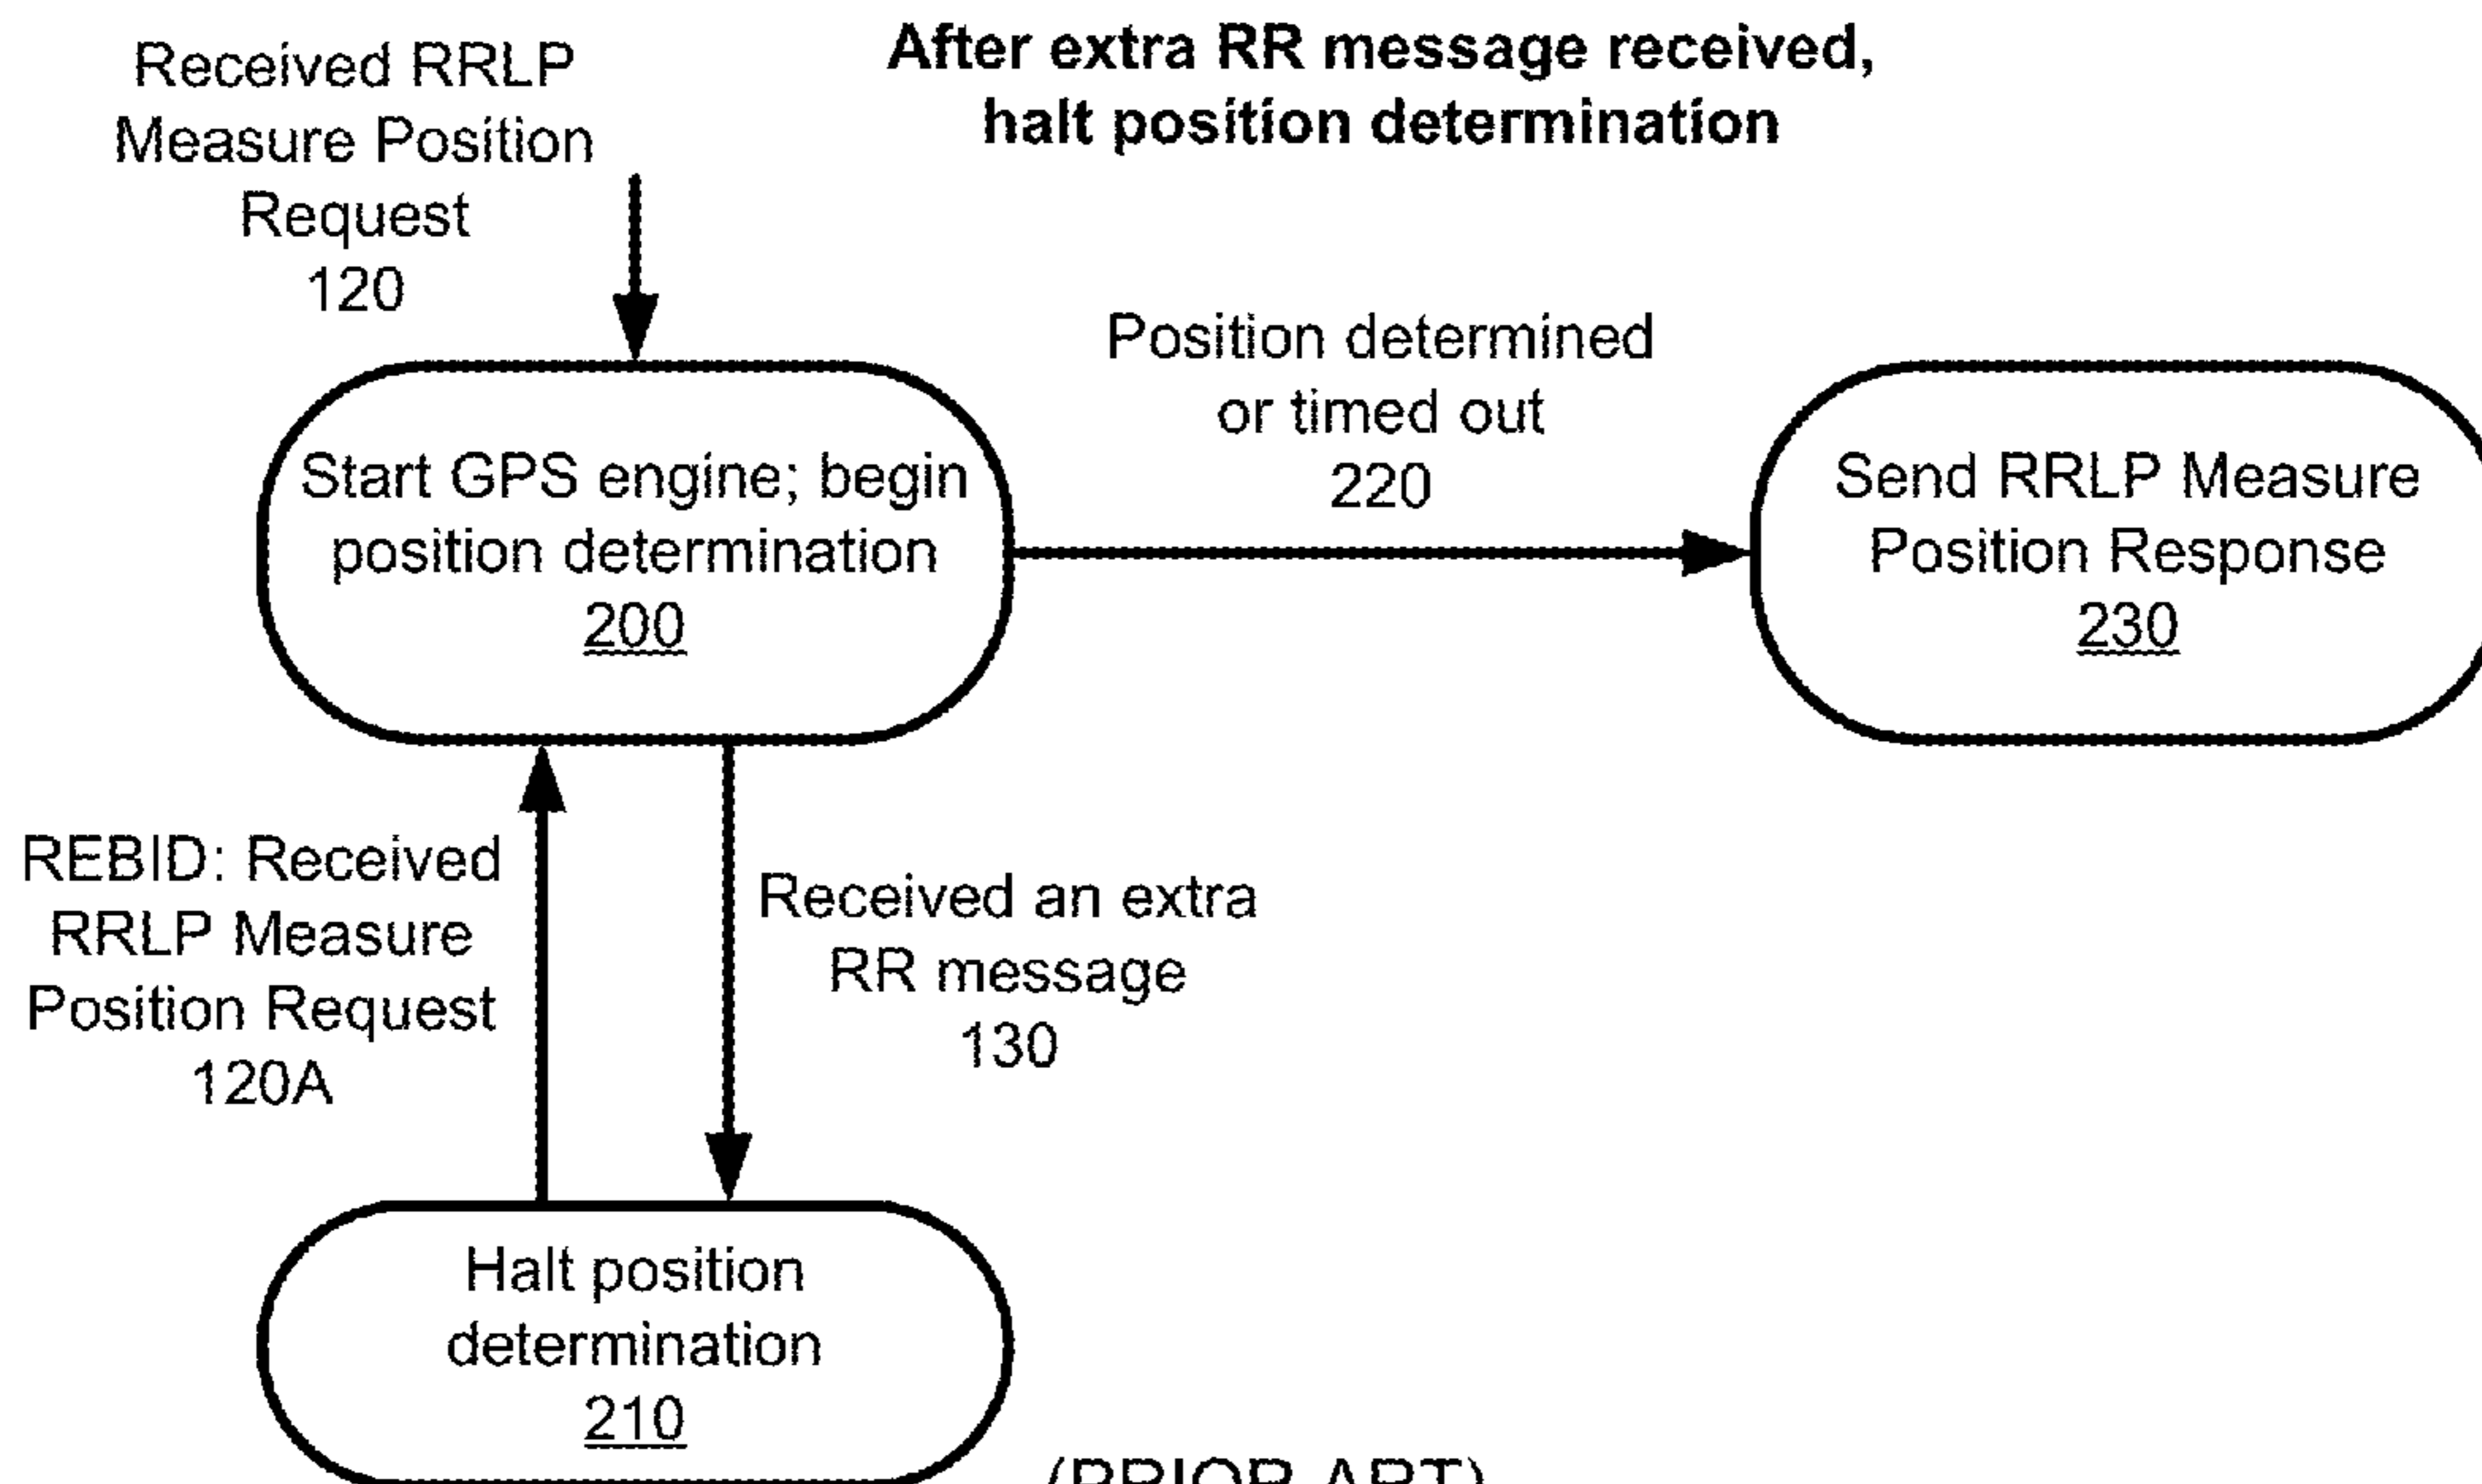 After extra RR message received,
halt position determination
Received RRLP
Measure Position
Request
120
Start GPS engine; begin
position determination
200
Position determined
or timed out
220
Send RRLP Measure
Position Response
230
REBID: Received
RRLP Measure
Position Request
120A
Received an extra
RR message
130
Halt position
determination
210
(PRIOR ART)